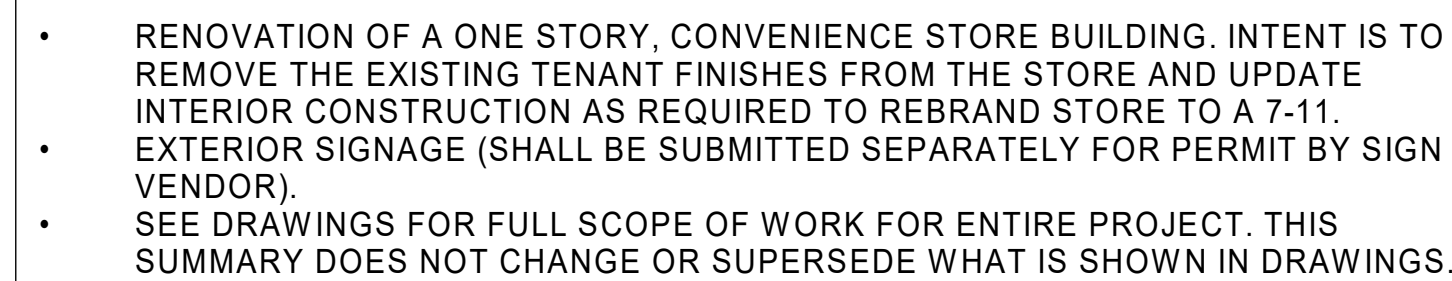 • RENOVATION OF A ONE STORY, CONVENIENCE STORE BUILDING. INTENT IS TO
REMOVE THE EXISTING TENANT FINISHES FROM THE STORE AND UPDATE
INTERIOR CONSTRUCTION AS REQUIRED TO REBRAND STORE TO A 7-11.
• EXTERIOR SIGNAGE (SHALL BE SUBMITTED SEPARATELY FOR PERMIT BY SIGN
VENDOR).
• SEE DRAWINGS FOR FULL SCOPE OF WORK FOR ENTIRE PROJECT. THIS
SUMMARY DOES NOT CHANGE OR SUPERSEDE WHAT IS SHOWN IN DRAWINGS.